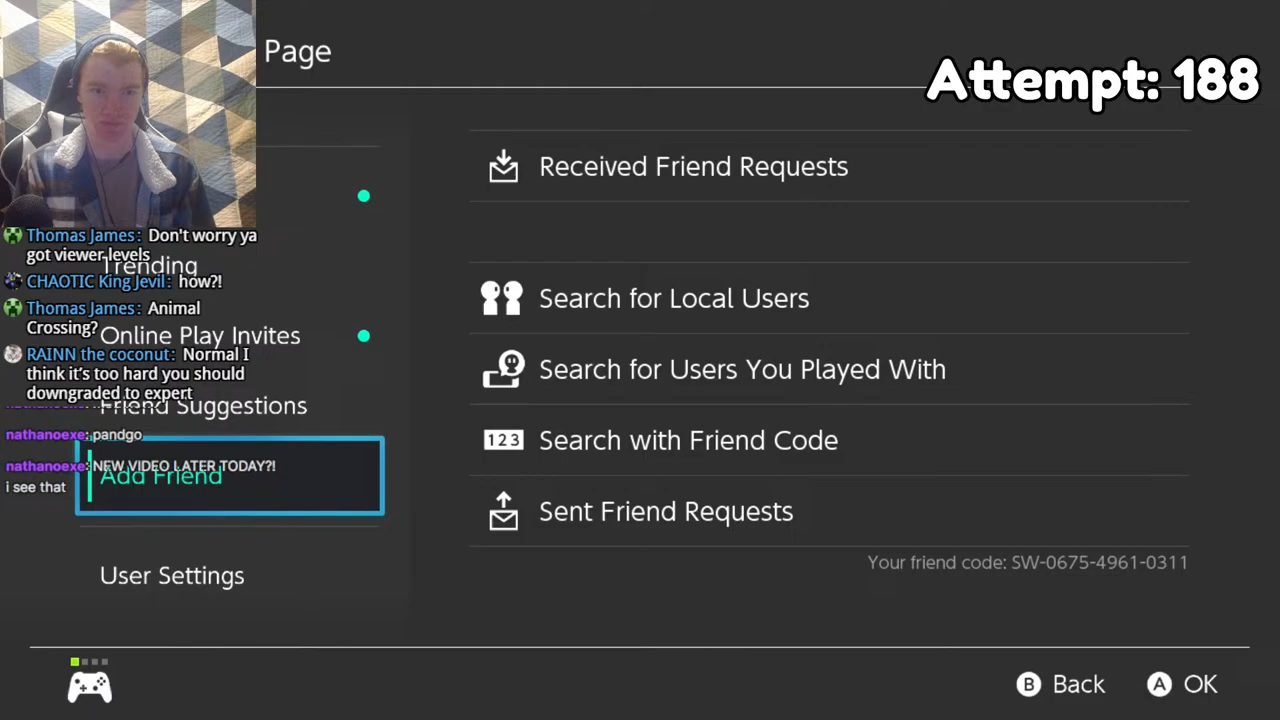 Page
Attempt: 188
Thomas James: Don't worry ya
got viewer levels
Trending
CHAOTIC King Jevil: how?!
Thomas James: Animal
Crossing?
Online Play Invites
RAINN the coconut: Normal I
think it's too hard you should
downgraded to expert
Friend Suggestions
nathanoexe: pandgo
nathanoexe: NEW VIDEO LATER TODAY?!
i see that
Add Friend
User Settings
Received Friend Requests
Search for Local Users
Search for Users You Played With
123
Search with Friend Code
Sent Friend Requests
Your friend code: SW-0675-4961-0311
B Back
A OK